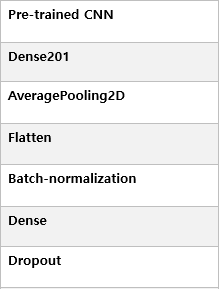 Pre-trained CNN
Dense201
AveragePooling2D
Flatten
Batch-normalization
Dense
Dropout